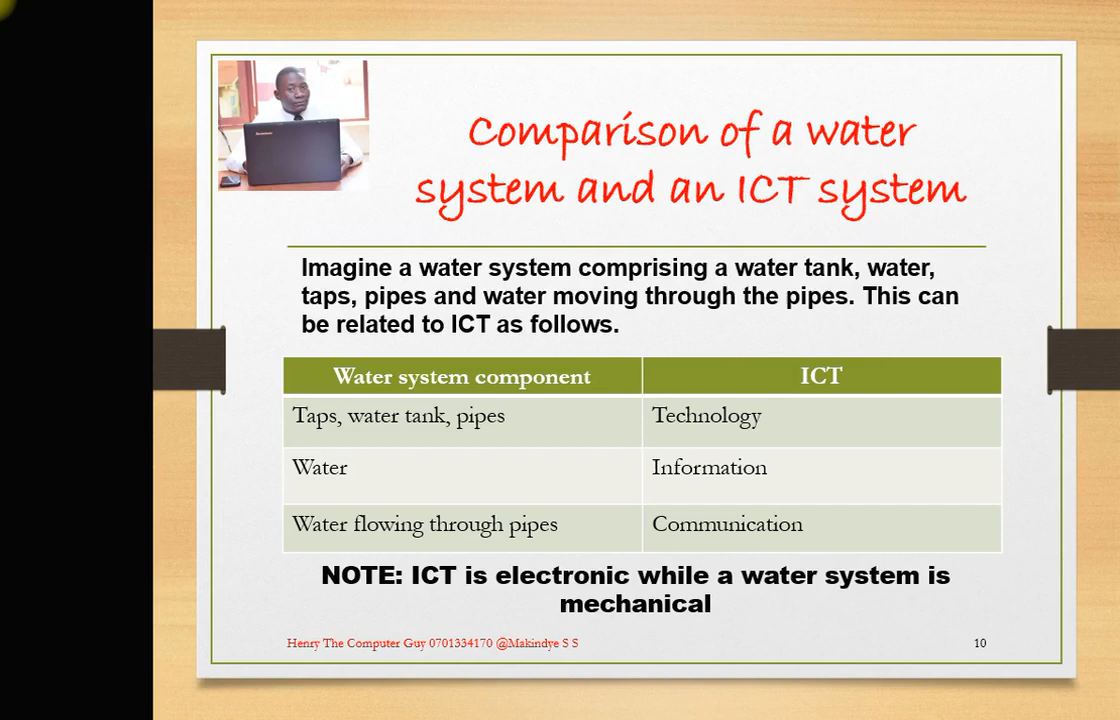 Comparison of a water
system and an ICT system
Imagine a water system comprising a water tank, water,
taps, pipes and water moving through the pipes. This can
be related to ICT as follows.
Water system component ICT
Taps, water tank, pipes Technology
Water Information
Water flowing through pipes Communication
NOTE: ICT is electronic while a water system is
mechanical
Henry The Computer Guy 0701334170 @Makindye S S 10